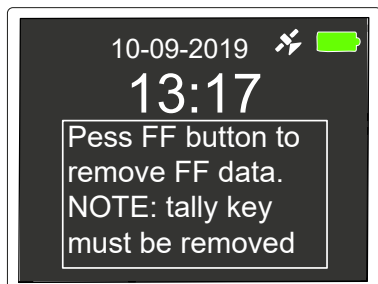 10-09-2019
13:17
Pess FF button to
remove FF data.
NOTE: tally key
must be removed